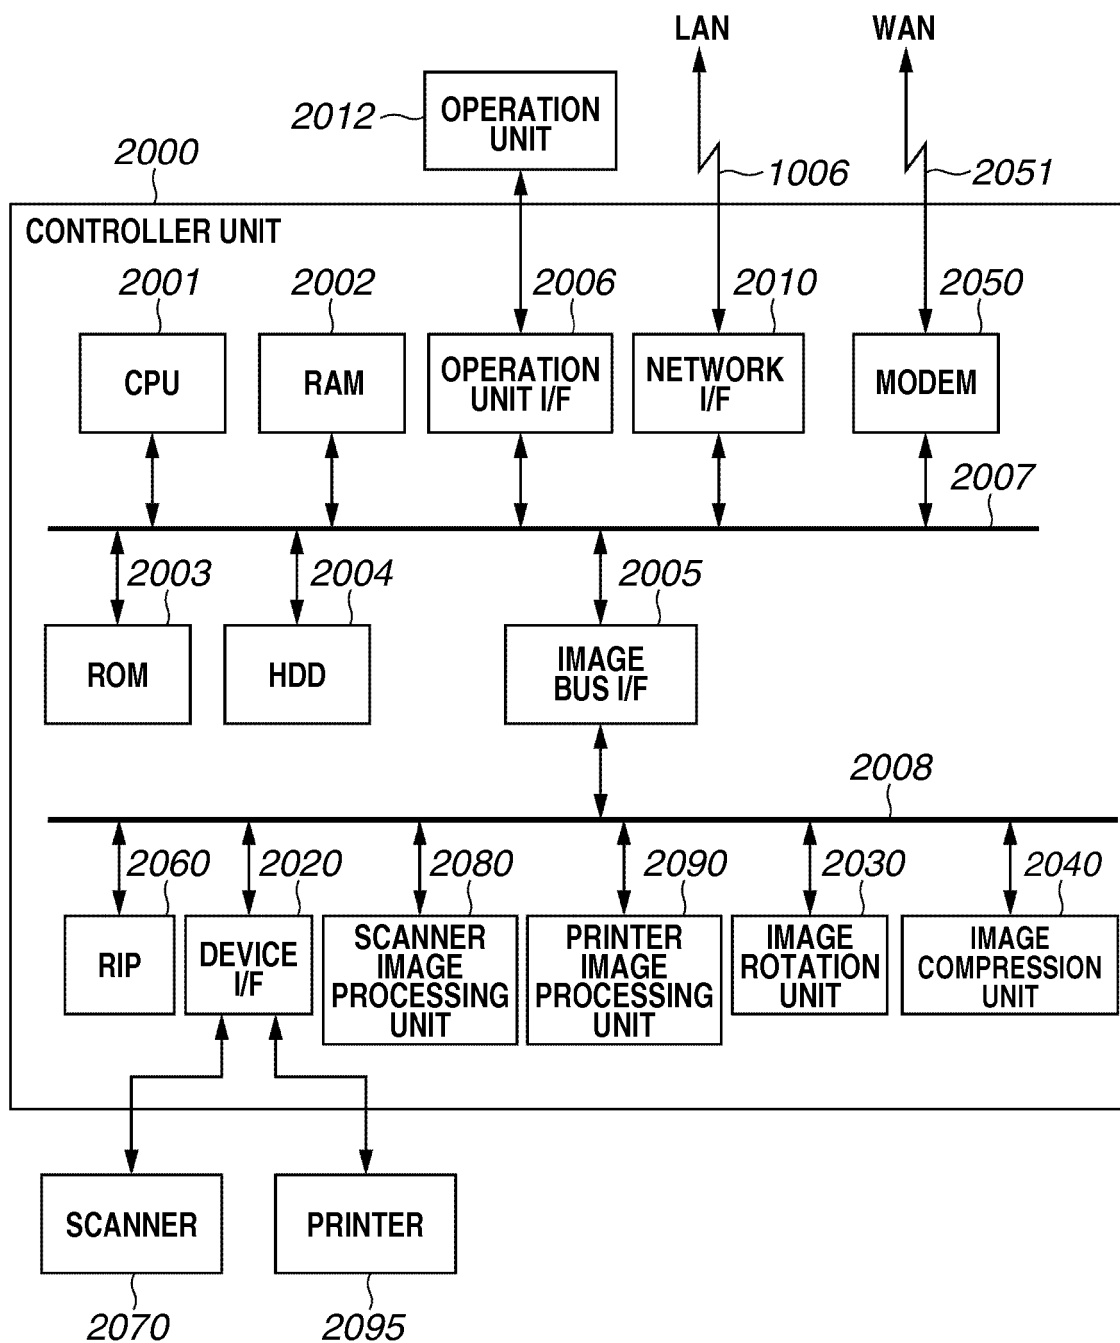 LAN
WAN
2012
OPERATION
UNIT
2000
1006
2051
CONTROLLER UNIT
2001
2002
2006
2010
2050
CPU
RAM
OPERATION
UNIT I/F
NETWORK
I/F
MODEM
2007
2003
2004
2005
ROM
HDD
IMAGE
BUS I/F
2008
2060
2020
2080
2090
2030
2040
RIP
DEVICE
I/F
SCANNER
IMAGE
PROCESSING
UNIT
PRINTER
IMAGE
PROCESSING
UNIT
IMAGE
ROTATION
UNIT
IMAGE
COMPRESSION
UNIT
SCANNER
PRINTER
2070
2095